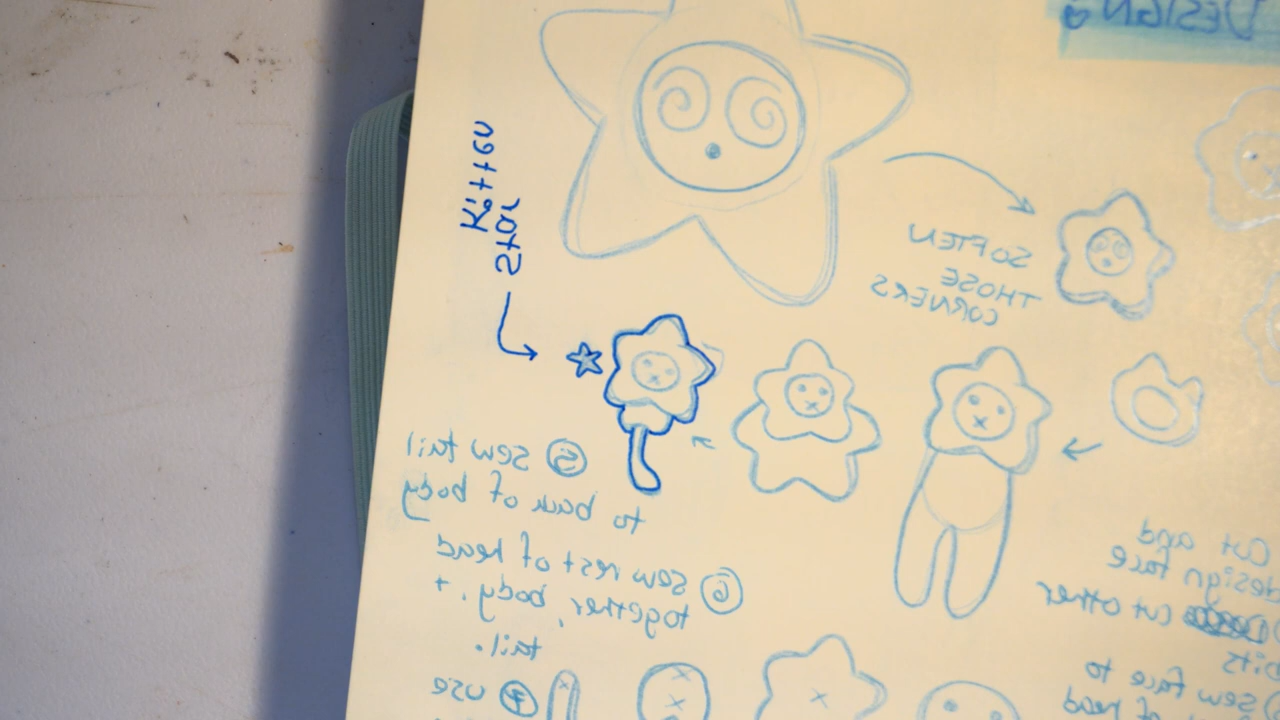 DESIGN
Kitten
Star
SOFTEN
THOSE
CORNERS
Cut and
design face
cut other
bits
sew face to
of head
⑤ sew tail
to back of body
⑥ sew rest of head
together, body, +
tail.
⑦ use